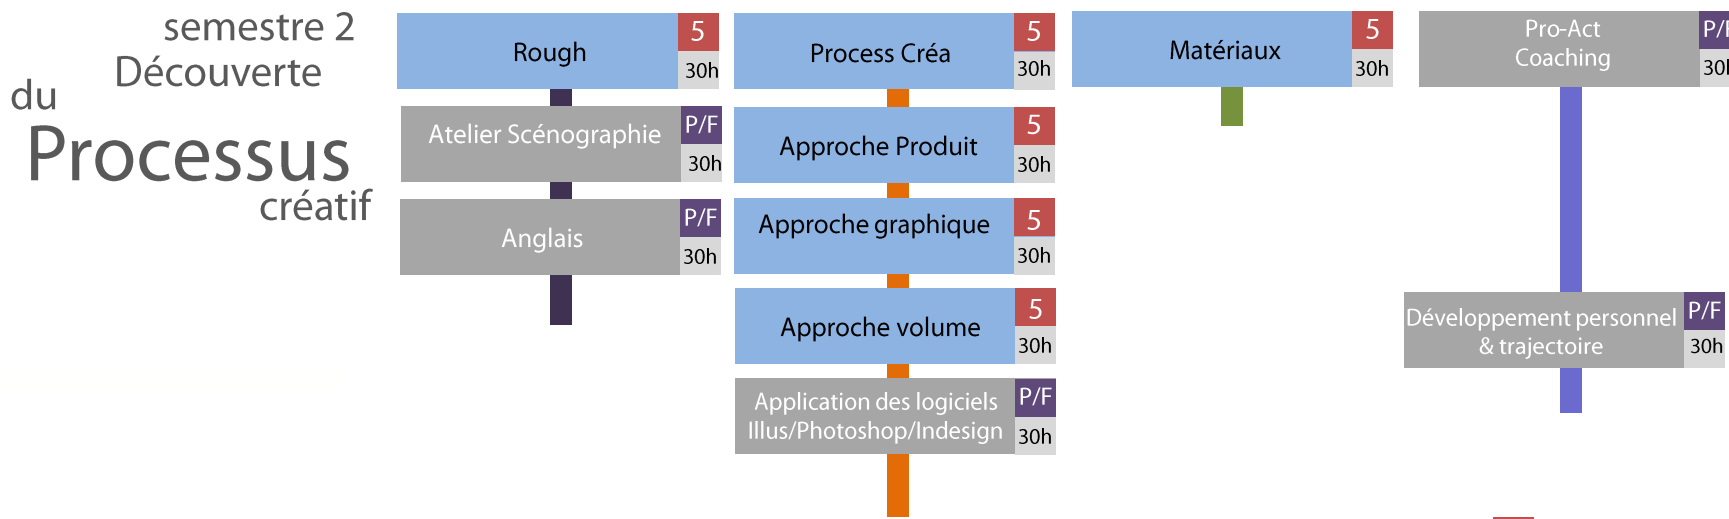 semestre 2
Découverte
du
Processus
créatif
Rough
5
30h
Atelier Scénographie
P/F
30h
Anglais
P/F
30h
Process Créa
5
30h
Approche Produit
5
30h
Approche graphique
5
30h
Approche volume
5
30h
Application des logiciels
Illus/Photoshop/Indesign
P/F
30h
Matériaux
5
30h
Pro-Act
Coaching
P/F
30h
Développement personnel
& trajectoire
P/F
30h